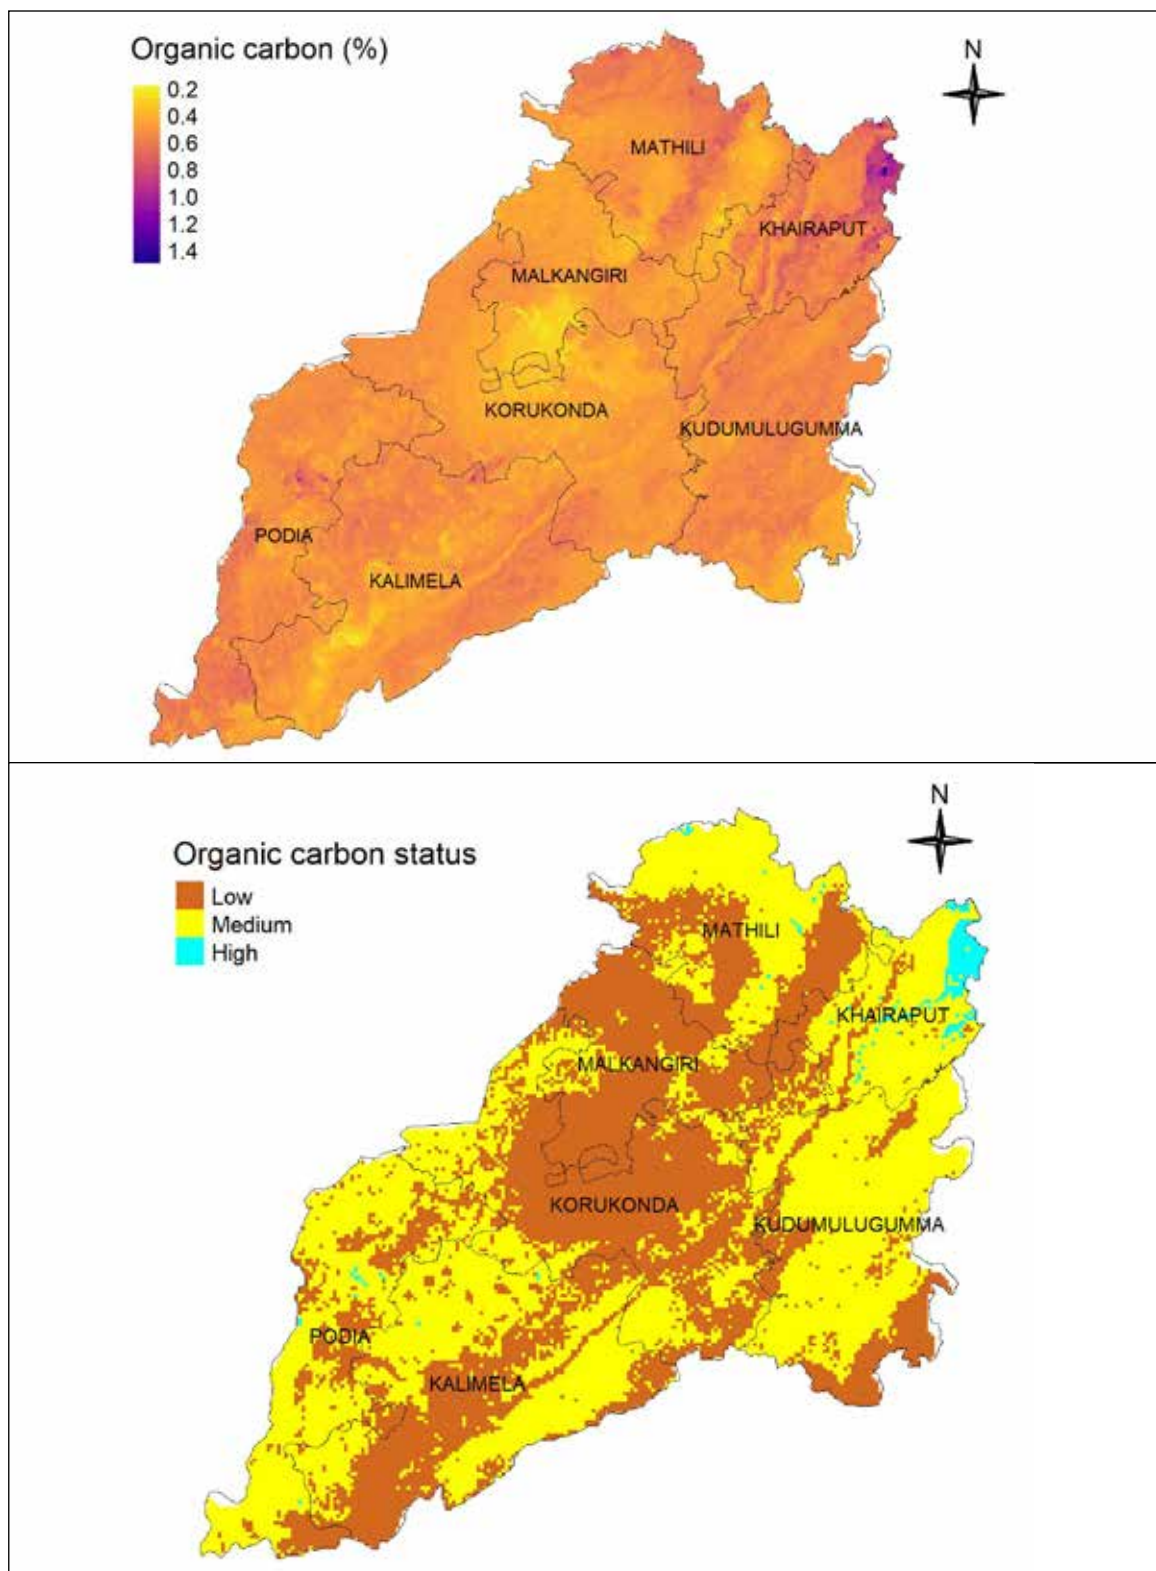 Organic carbon (%)
N
0.2
0.4
0.6
0.8
1.0
1.2
1.4
MATHILI
KHAIRAPUT
MALKANGIRI
KORUKONDA
KUDUMULUGUMMA
PODIA
KALIMELA
N
Organic carbon status
Low
Medium
High
MATHILI
KHAIRAPUT
MALKANGIRI
KORUKONDA
KUDUMULUGUMMA
PODIA
KALIMELA